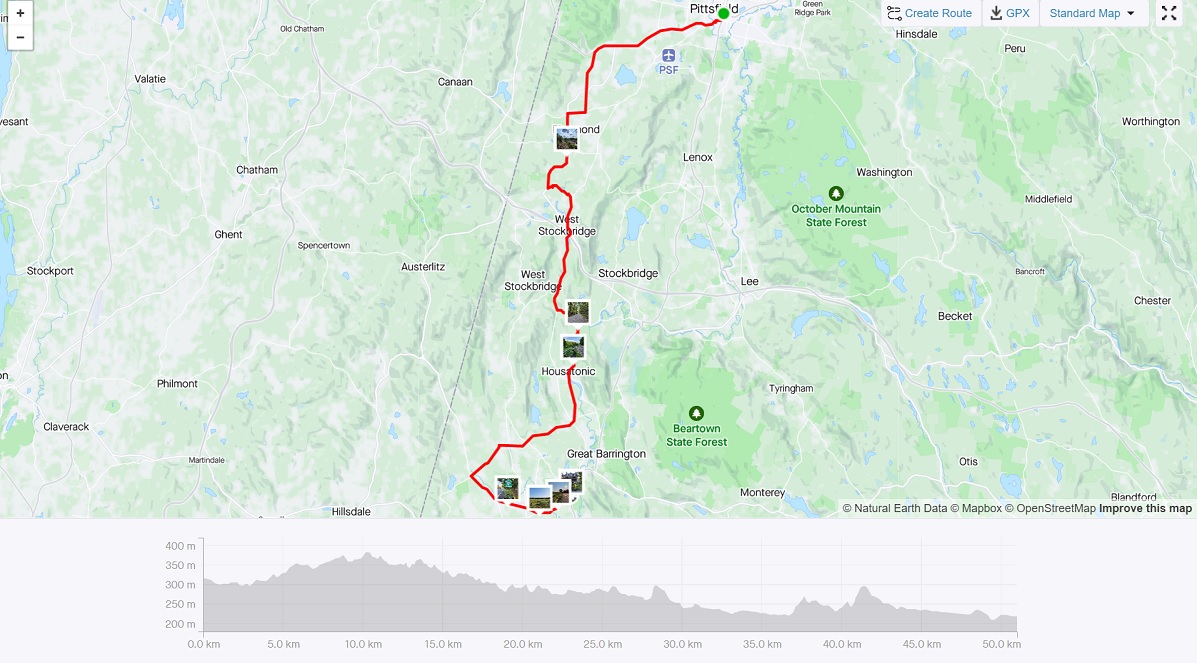 +
−
Pittsfield
Green
Ridge Park
Create Route
GPX
Standard Map
Old Chatham
Hinsdale
Peru
PSF
Valatie
Canaan
Worthington
Lenox
Chatham
Washington
October Mountain
State Forest
Middlefield
West
Stockbridge
Ghent
Spencertown
Austerlitz
Stockport
West
Stockbridge
Stockbridge
Lee
Bancroft
Chester
Becket
Housatonic
Philmont
Tyringham
Claverack
Beartown
State Forest
Martindale
Great Barrington
Otis
Monterey
Blandford
Hillsdale
© Natural Earth Data © Mapbox © OpenStreetMap Improve this map
400 m
350 m
300 m
250 m
200 m
0.0 km
5.0 km
10.0 km
15.0 km
20.0 km
25.0 km
30.0 km
35.0 km
40.0 km
45.0 km
50.0 km